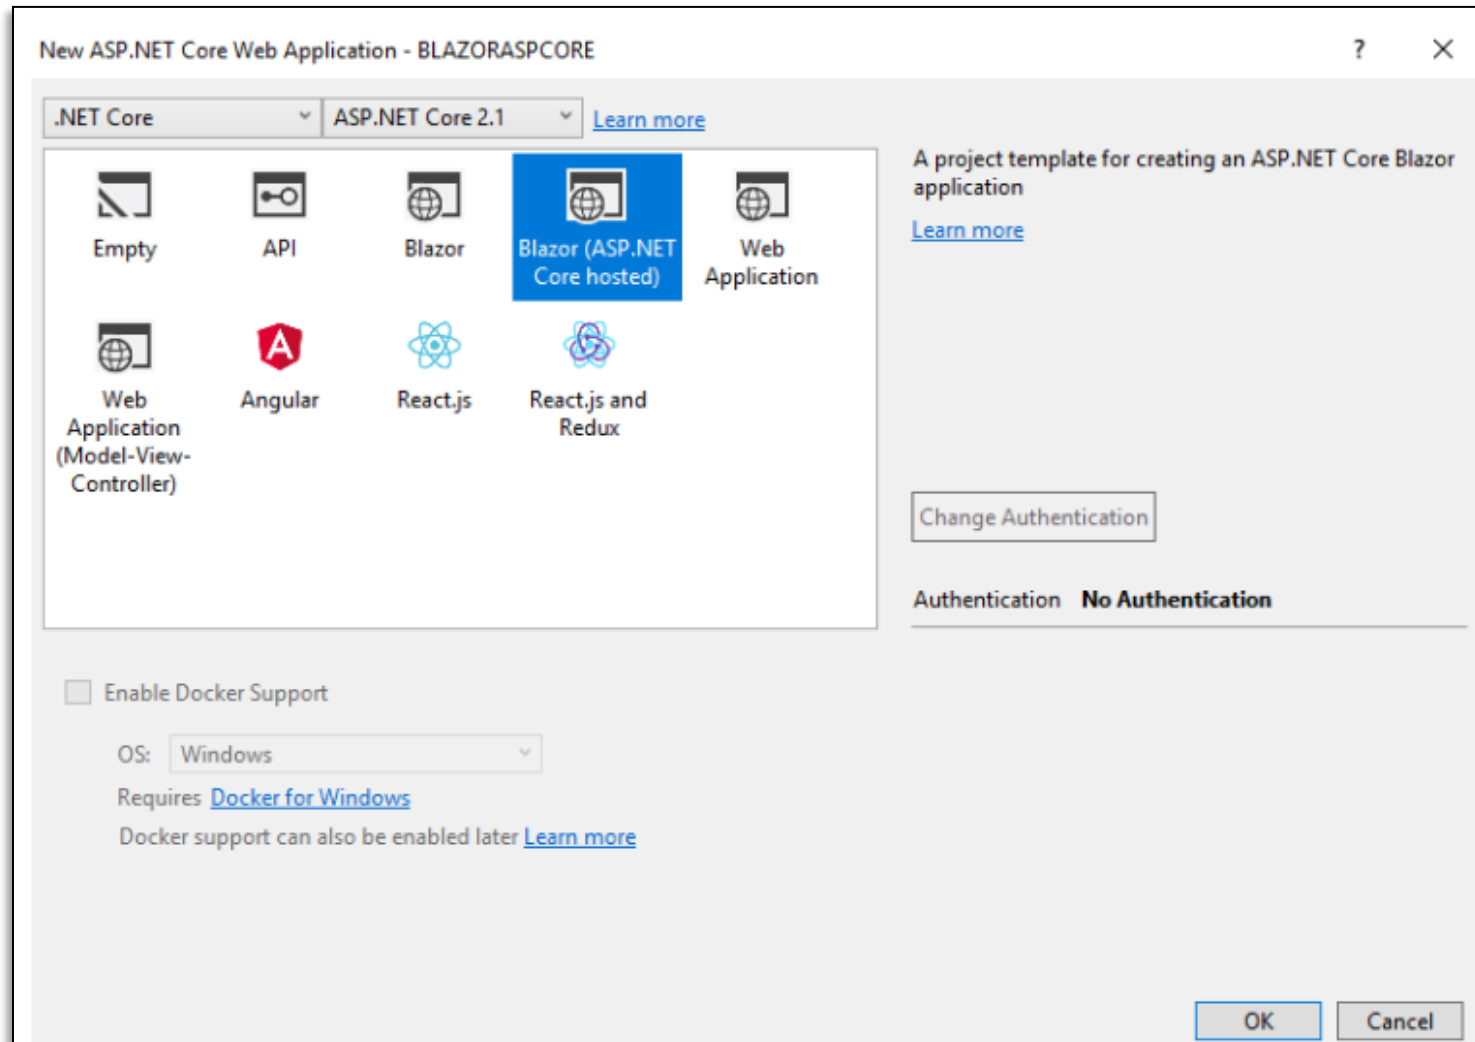 New ASP.NET Core Web Application - BLAZORASPCORE
?
.NET Core
ASP.NET Core 2.1
Learn more
Empty
API
Blazor
Blazor (ASP.NET
Core hosted)
Web
Application
Web
Application
(Model-View-
Controller)
Angular
React.js
React.js and
Redux
A project template for creating an ASP.NET Core Blazor
application
Learn more
Change Authentication
Authentication No Authentication
Enable Docker Support
OS: Windows
Requires Docker for Windows
Docker support can also be enabled later Learn more
OK
Cancel